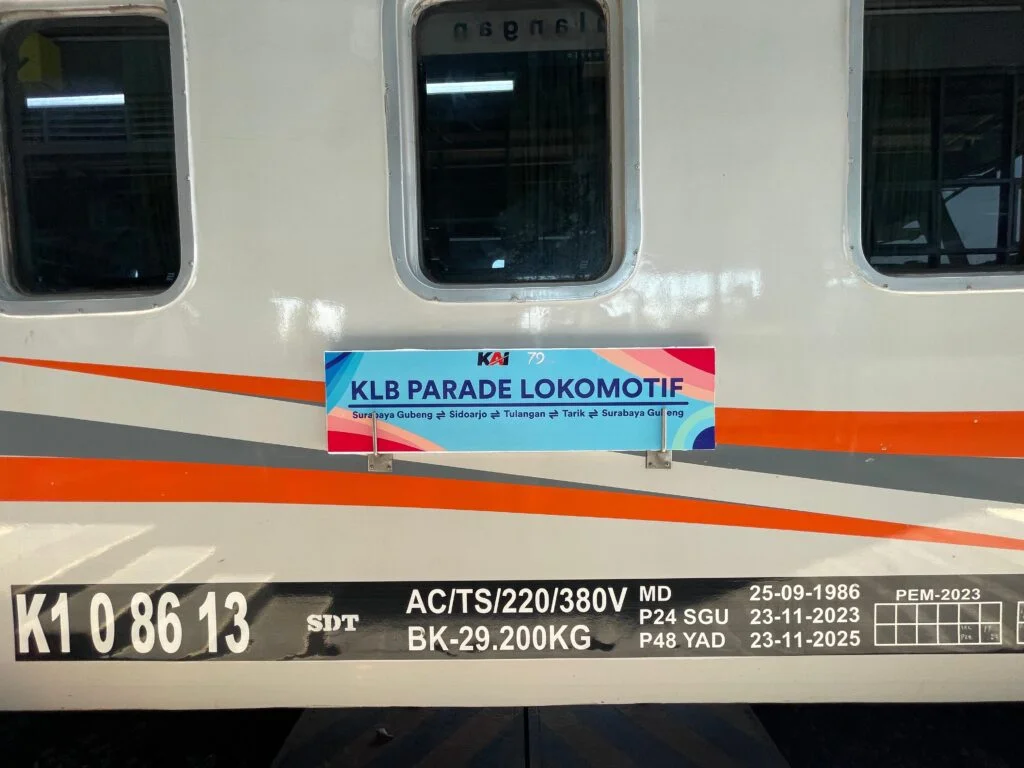 ulangan
KAI 79
KLB PARADE LOKOMOTIF
Surabaya Gubeng ⇌ Sidoarjo ⇌ Tulangan ⇌ Tarik ⇌ Surabaya Gubeng
K1 0 86 13
SDT
AC/TS/220/380V
BK-29.200KG
MD 25-09-1986
P24 SGU 23-11-2023
P48 YAD 23-11-2025
PEM-2023